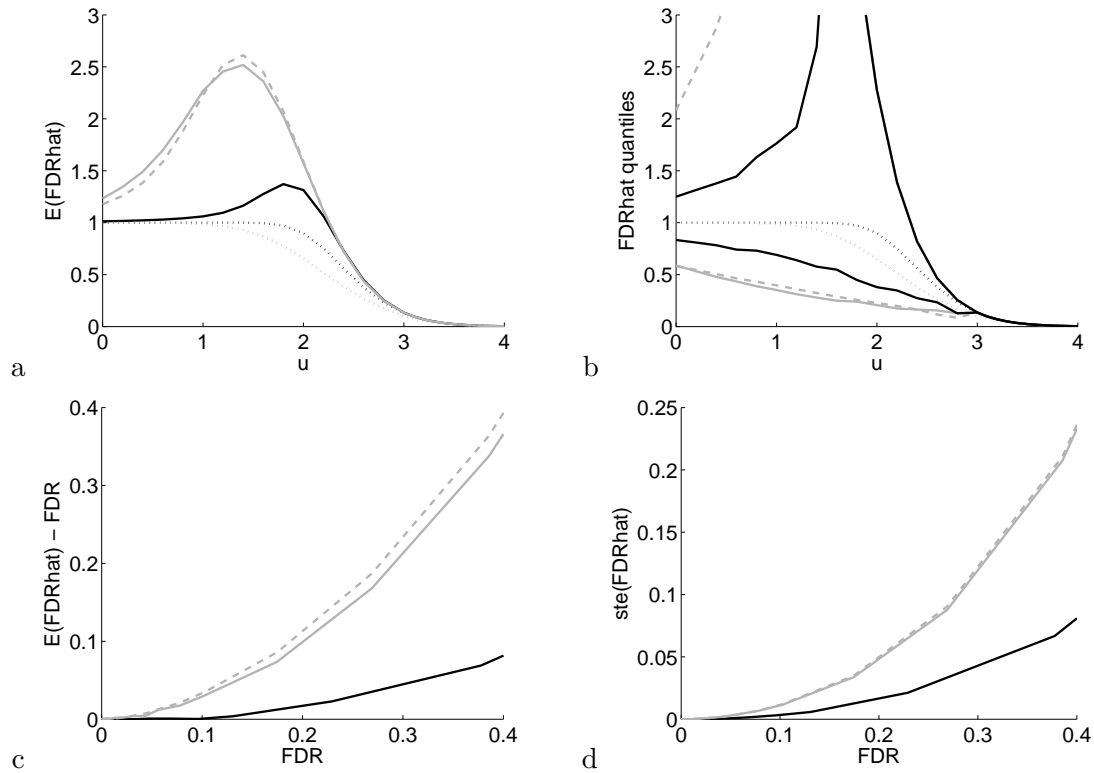 3
2.5
2
1.5
1
0.5
0
E(FDRhat)
0 1 2 3 4
u
a
3
2.5
2
1.5
1
0.5
0
FDRhat quantiles
0 1 2 3 4
u
b
0.4
0.3
0.2
0.1
0
E(FDRhat) − FDR
0 0.1 0.2 0.3 0.4
FDR
c
0.25
0.2
0.15
0.1
0.05
0
ste(FDRhat)
0 0.1 0.2 0.3 0.4
FDR
d